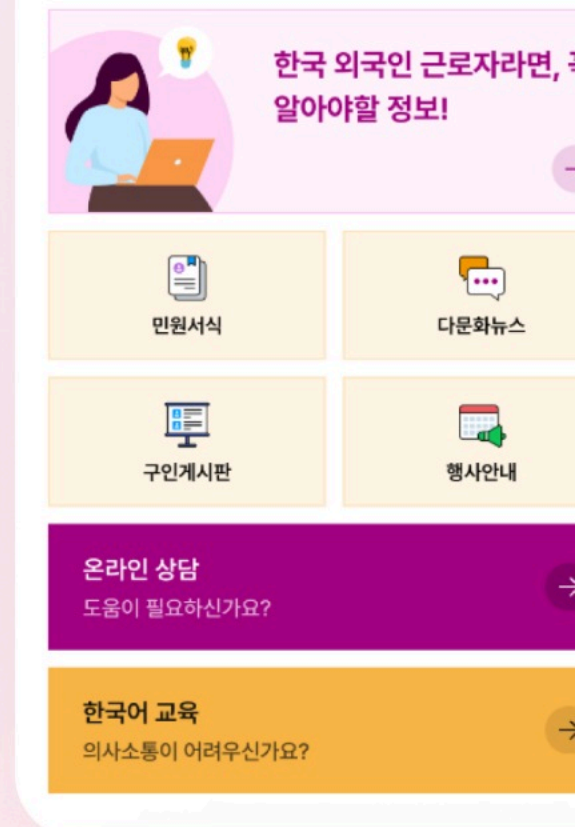 한국 외국인 근로자라면,
알아야할 정보!
민원서식
다문화뉴스
구인게시판
행사안내
온라인 상담
도움이 필요하신가요?
한국어 교육
의사소통이 어려우신가요?